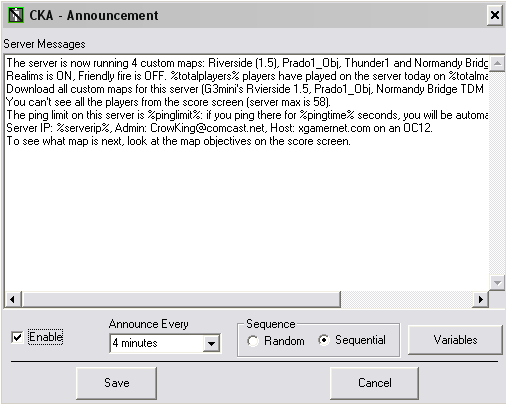 CKA - Announcement
Server Messages
The server is now running 4 custom maps: Riverside (1.5), Prado1_Obj, Thunder1 and Normandy Bridg
Realims is ON, Friendly fire is OFF. %totalplayers% players have played on the server today on %totalma
Download all custom maps for this server (G3mini's Rvierside 1.5, Prado1_Obj, Normandy Bridge TDM
You can't see all the players from the score screen (server max is 58).
The ping limit on this server is %pinglimit%: if you ping there for %pingtime% seconds, you will be automa
Server IP: %serverip%, Admin: CrowKing@comcast.net, Host: xgamernet.com on an OC12.
To see what map is next, look at the map objectives on the score screen.
Enable
Announce Every
4 minutes
Sequence
Random
Sequential
Variables
Save
Cancel